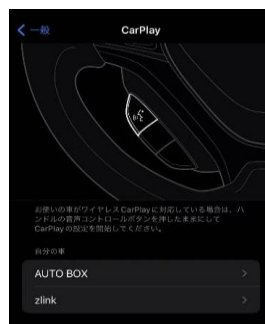 一般
CarPlay
お使いの車がワイヤレスCarPlayに対応している場合は、ハ
ンドルの音声コントロールボタンを押したままにして
CarPlayの設定を開始してください。
自分の車
AUTO BOX
zlink